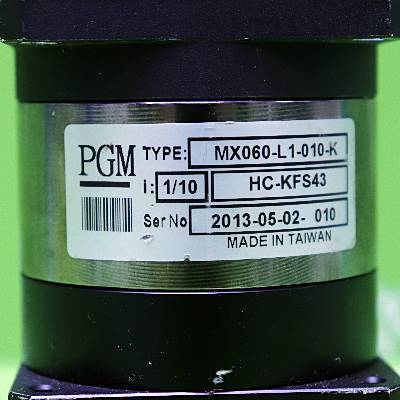 PGM
TYPE: MX060-L1-010-K
i: 1/10 HC-KFS43
Ser No 2013-05-02- 010
MADE IN TAIWAN